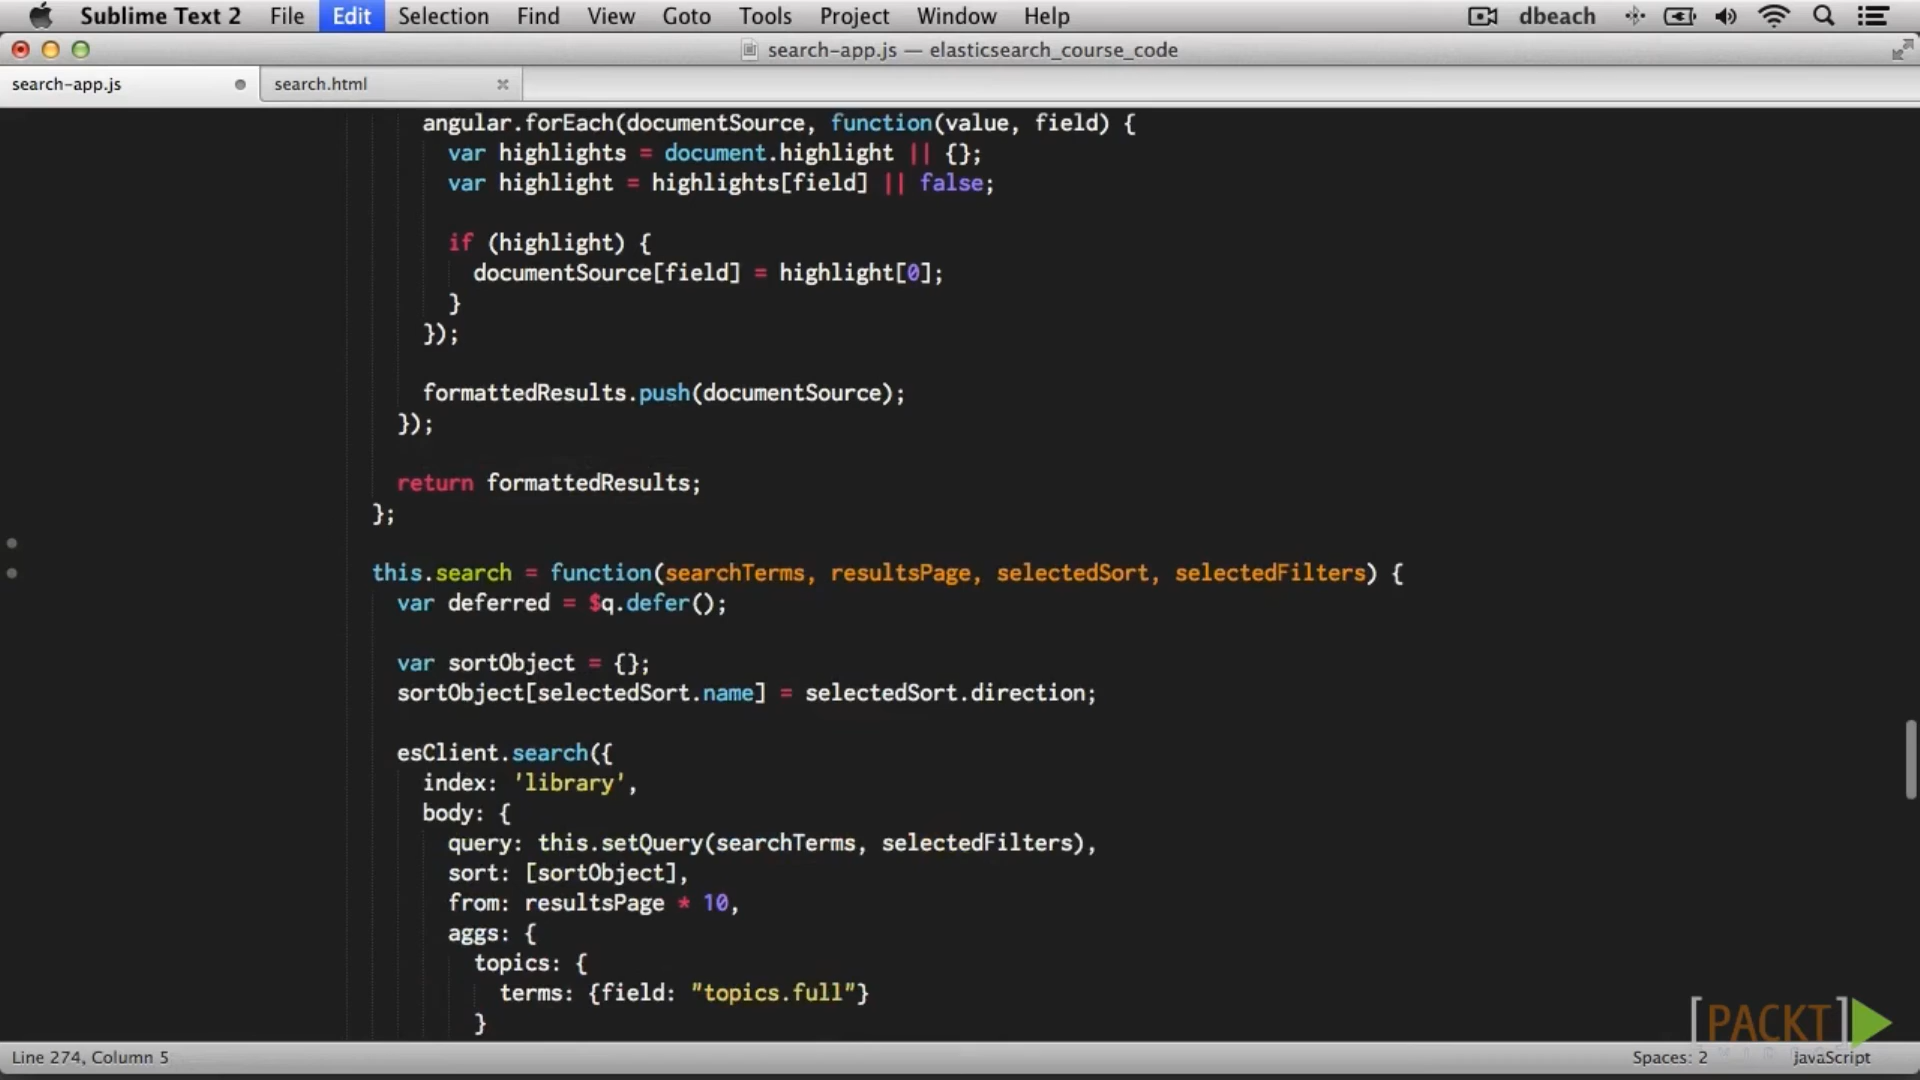 Sublime Text 2 File Edit Selection Find View Goto Tools Project Window Help dbeach
search-app.js — elasticsearch_course_code
search-app.js search.html
angular.forEach(documentSource, function(value, field) {
var highlights = document.highlight || {};
var highlight = highlights[field] || false;
if (highlight) {
documentSource[field] = highlight[0];
}
});
formattedResults.push(documentSource);
});
return formattedResults;
};
this.search = function(searchTerms, resultsPage, selectedSort, selectedFilters) {
var deferred = $q.defer();
var sortObject = {};
sortObject[selectedSort.name] = selectedSort.direction;
esClient.search({
index: 'library',
body: {
query: this.setQuery(searchTerms, selectedFilters),
sort: [sortObject],
from: resultsPage * 10,
aggs: {
topics: {
terms: {field: "topics.full"}
}
[PACKT]
Line 274, Column 5 Spaces: 2 JavaScript